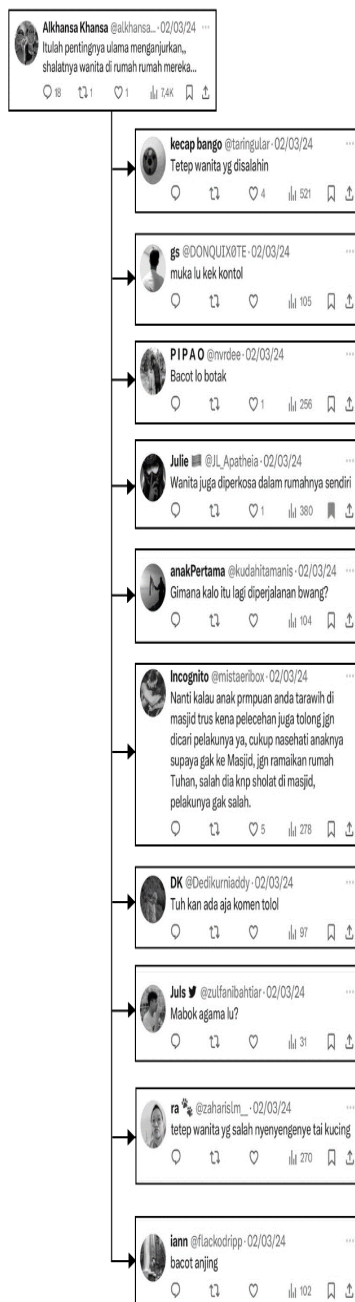 Alkhansa Khansa @alkhansa... · 02/03/24 ···
Itulah pentingnya ulama menganjurkan,,
shalatnya wanita di rumah rumah mereka...
18 1 1 7,4K
kecap bango @taringular · 02/03/24 ···
Tetep wanita yg disalahin
4 521
gs @DONQUIX0TE · 02/03/24 ···
muka lu kek kontol
105
P I P A O @nvrdee · 02/03/24 ···
Bacot lo botak
1 256
Julie @JL_Apatheia · 02/03/24 ···
Wanita juga diperkosa dalam rumahnya sendiri
1 380
anakPertama @kudahitamanis · 02/03/24 ···
Gimana kalo itu lagi diperjalanan bwang?
104
Incognito @mistaeribox · 02/03/24 ···
Nanti kalau anak prmpuan anda tarawih di
masjid trus kena pelecehan juga tolong jgn
dicari pelakunya ya, cukup nasehati anaknya
supaya gak ke Masjid, jgn ramaikan rumah
Tuhan, salah dia knp sholat di masjid,
pelakunya gak salah.
5 278
DK @Dedikurniaddy · 02/03/24 ···
Tuh kan ada aja komen tolol
97
Juls @zulfanibahtiar · 02/03/24 ···
Mabok agama lu?
31
ra @zaharislm_ · 02/03/24 ···
tetep wanita yg salah nyenyengenye tai kucing
270
iann @flackodripp · 02/03/24 ···
bacot anjing
102